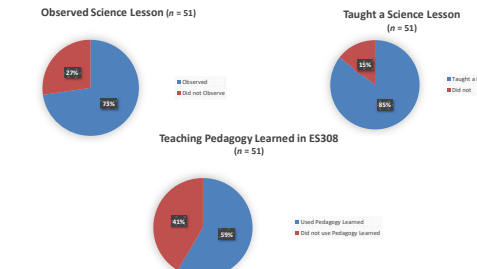 Observed Science Lesson (n = 51)
27%
73%
Observed
Did not Observe
Taught a Science Lesson
(n = 51)
15%
85%
Taught a
Did not
Teaching Pedagogy Learned in ES308
(n = 51)
41%
59%
Used Pedagogy Learned
Did not use Pedagogy Learned